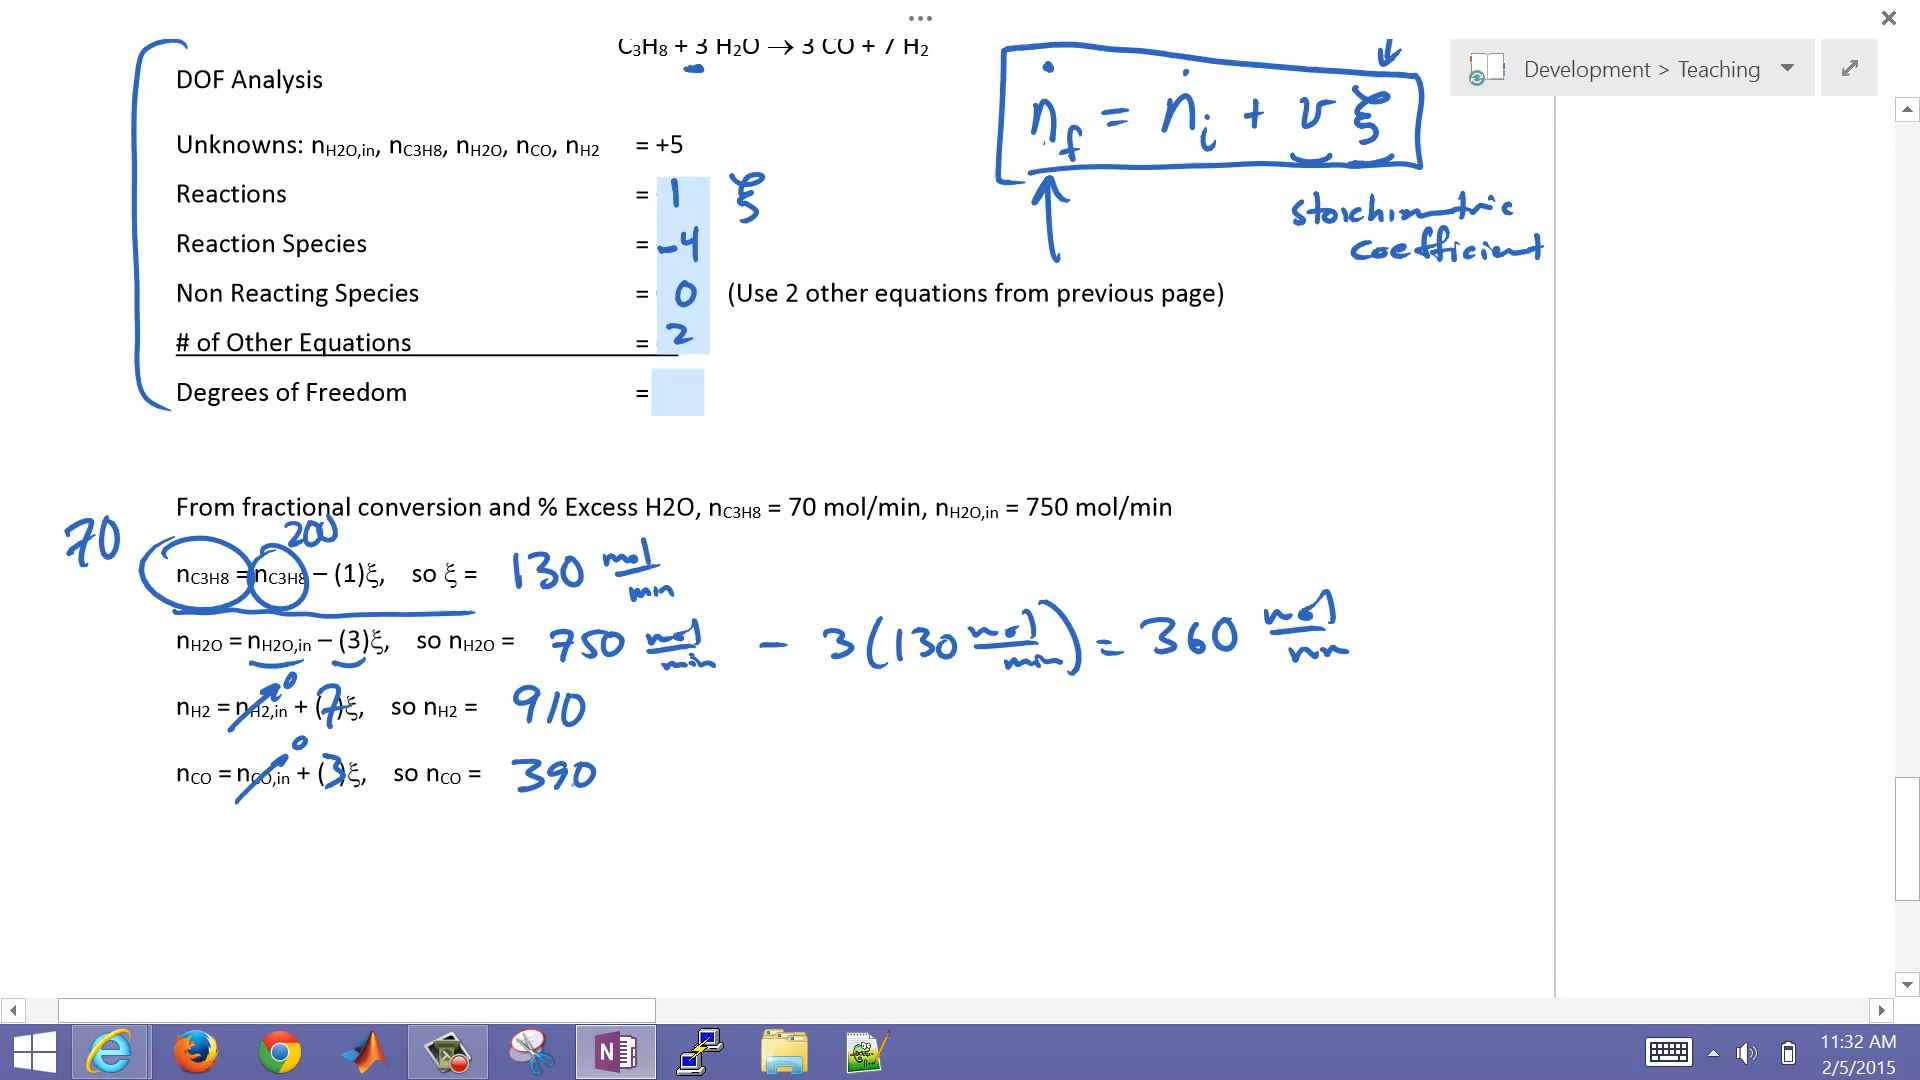 C3H8 + 3 H2O → 3 CO + 7 H2
Development > Teaching
DOF Analysis
nf = ni + ν ξ
stoichimetric
coefficient
Unknowns: nH2O,in, nC3H8, nH2O, nCO, nH2 = +5
Reactions = 1 ξ
Reaction Species = -4
Non Reacting Species = 0 (Use 2 other equations from previous page)
# of Other Equations = 2
Degrees of Freedom =
From fractional conversion and % Excess H2O, nC3H8 = 70 mol/min, nH2O,in = 750 mol/min
70 200
nC3H8 = nC3H8 – (1)ξ, so ξ = 130 mol/min
nH2O = nH2O,in – (3)ξ, so nH2O = 750 mol/min - 3(130 mol/min) = 360 mol/min
0
nH2 = nH2,in + (7)ξ, so nH2 = 910
0
nCO = nCO,in + (3)ξ, so nCO = 390
11:32 AM
2/5/2015